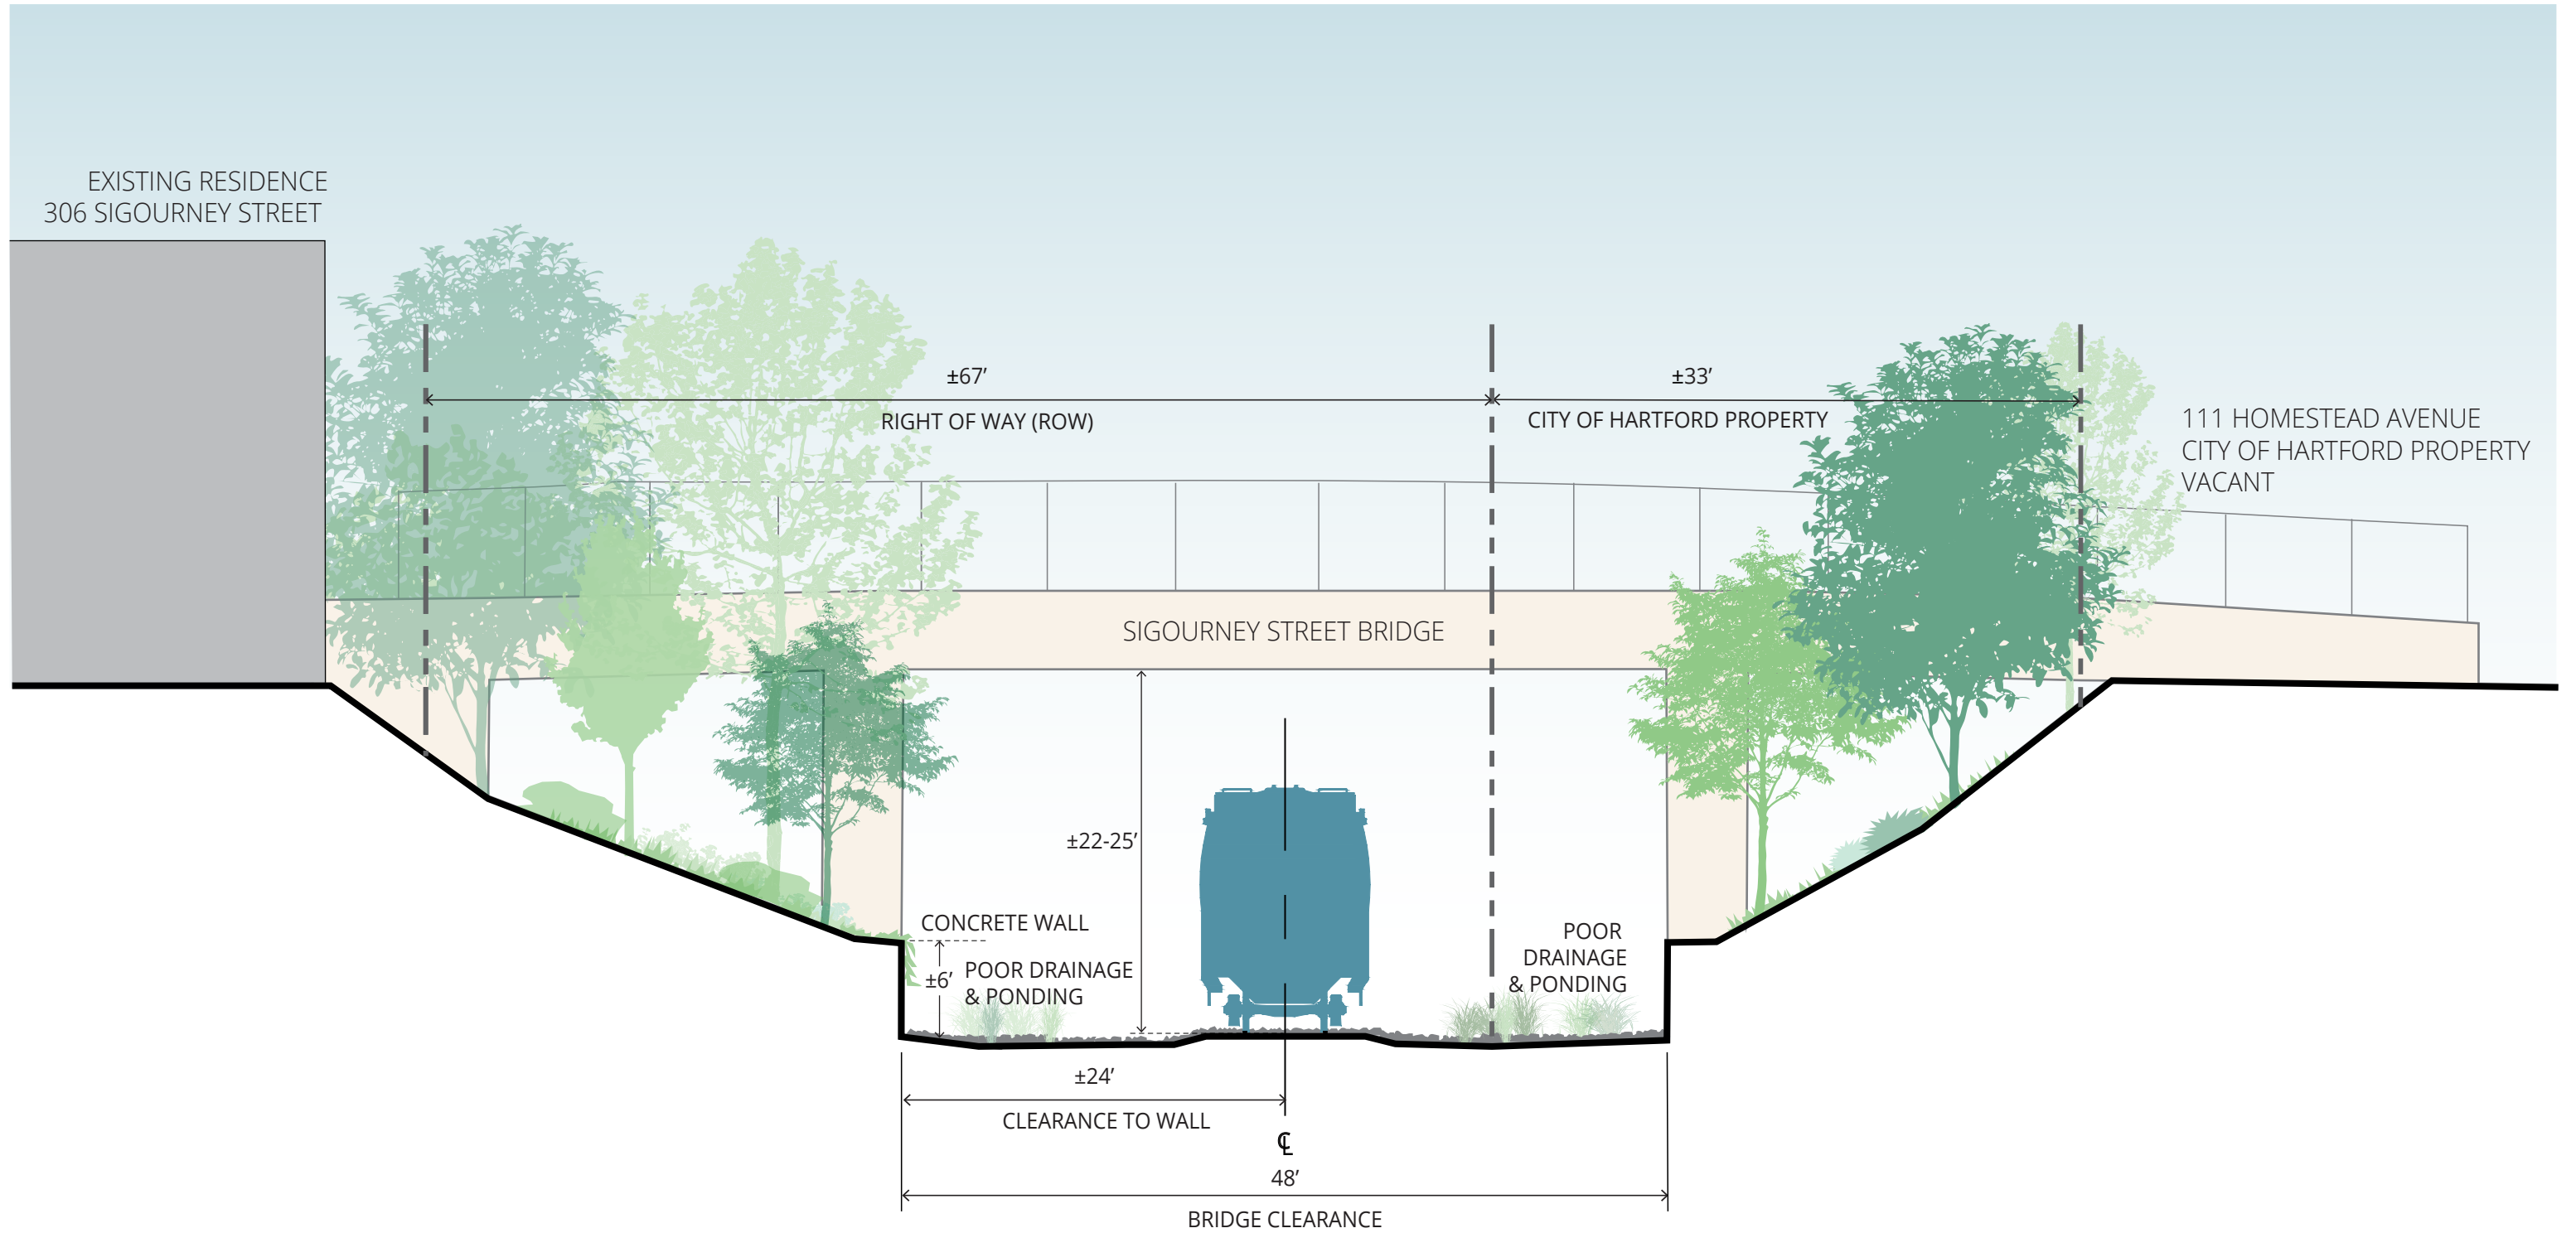 EXISTING RESIDENCE
306 SIGOURNEY STREET
±67’
RIGHT OF WAY (ROW)
±33’
CITY OF HARTFORD PROPERTY
111 HOMESTEAD AVENUE
CITY OF HARTFORD PROPERTY
VACANT
SIGOURNEY STREET BRIDGE
±22-25’
CONCRETE WALL
±6’
POOR DRAINAGE
& PONDING
POOR
DRAINAGE
& PONDING
±24’
CLEARANCE TO WALL
℄
48’
BRIDGE CLEARANCE